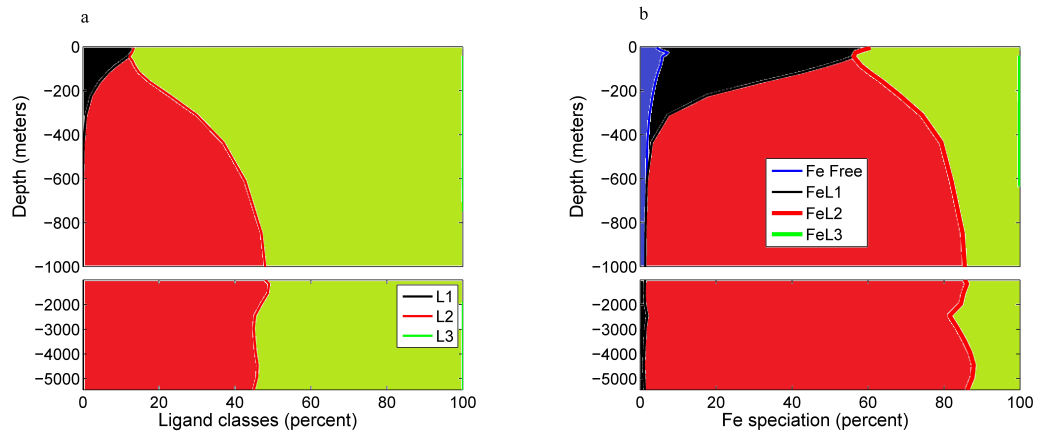 a
0
−200
−400
−600
−800
−1000
Depth (meters)
−2000
−3000
−4000
−5000
L1
L2
L3
0 20 40 60 80 100
Ligand classes (percent)
b
0
−200
−400
−600
−800
−1000
Depth (meters)
Fe Free
FeL1
FeL2
FeL3
−2000
−3000
−4000
−5000
0 20 40 60 80 100
Fe speciation (percent)